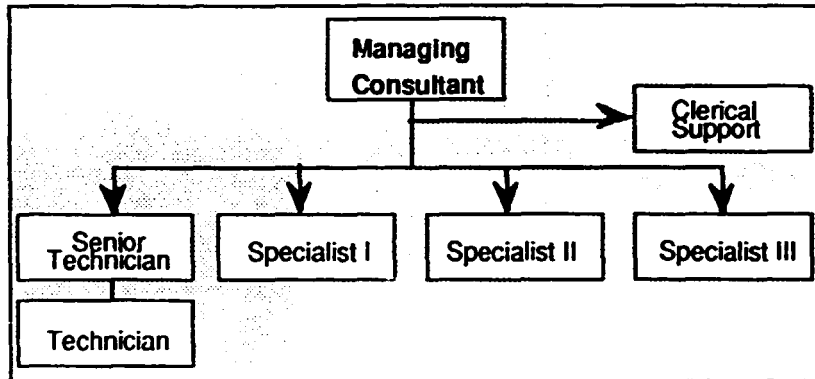 Managing
Consultant
Clerical
Support
Senior
Technician
Specialist I
Specialist II
Specialist III
Technician